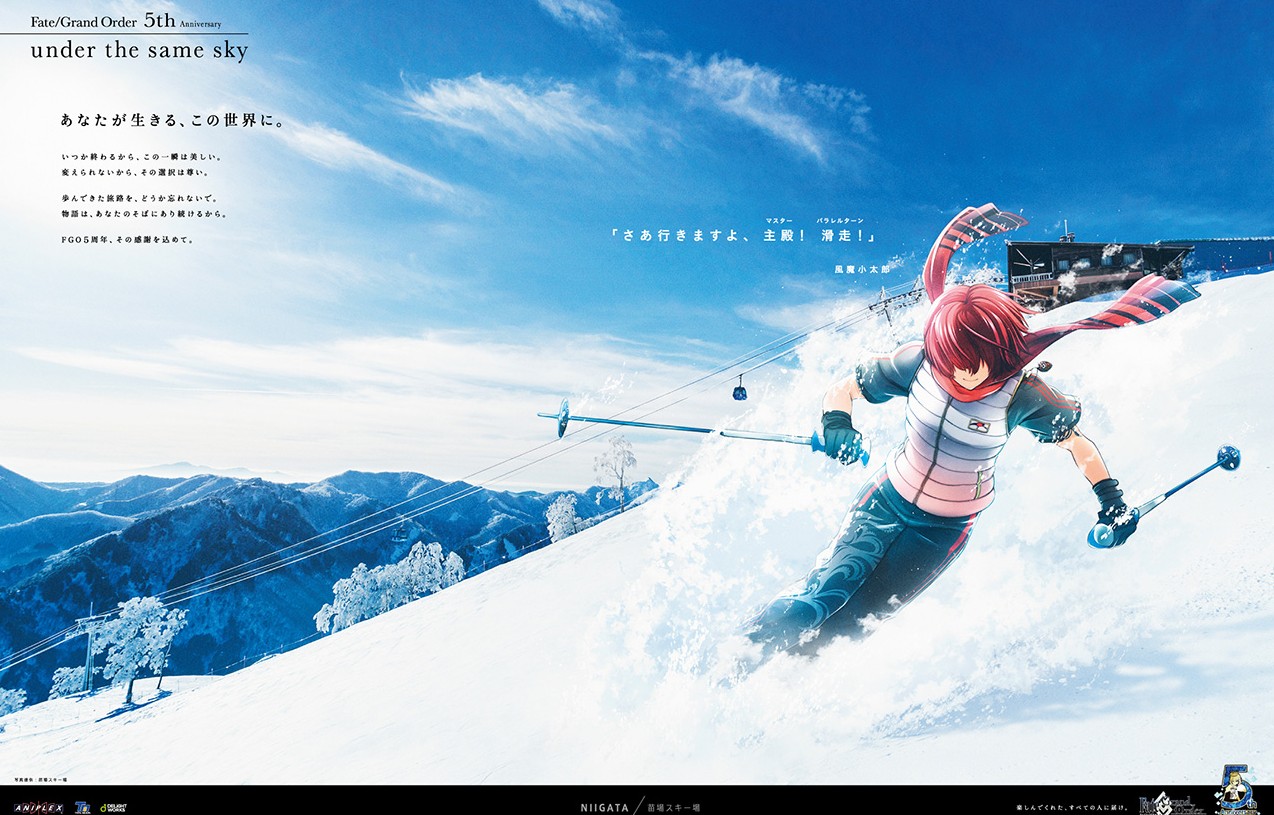 Fate/Grand Order 5th Anniversary
under the same sky
あなたが生きる、この世界に。
いつか終わるから、この一瞬は美しい。
変えられないから、その選択は尊い。
歩んできた旅路を、どうか忘れないで。
物語は、あなたのそばにあり続けるから。
FGO5周年、その感謝を込めて。
マスター パラレルターン
「さあ行きますよ、主殿! 滑走!」
風魔小太郎
写真提供:苗場スキー場
ANIPLEX DELIGHT WORKS
NIIGATA / 苗場スキー場
楽しんでくれた、すべての人に届け。
Fate Grand Order
5th